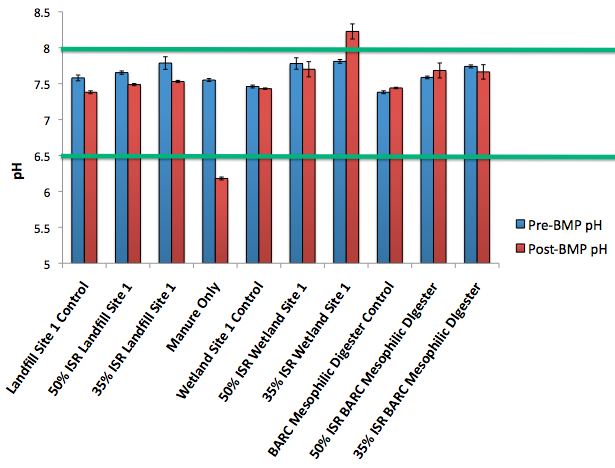 8.5
8
7.5
7
6.5
6
5.5
5
pH
Pre-BMP pH
Post-BMP pH
Landfill Site 1 Control
50% ISR Landfill Site 1
35% ISR Landfill Site 1
Manure Only
Wetland Site 1 Control
50% ISR Wetland Site 1
35% ISR Wetland Site 1
BARC Mesophilic Digester Control
50% ISR BARC Mesophilic DIgester
35% ISR BARC Mesophilic DIgester